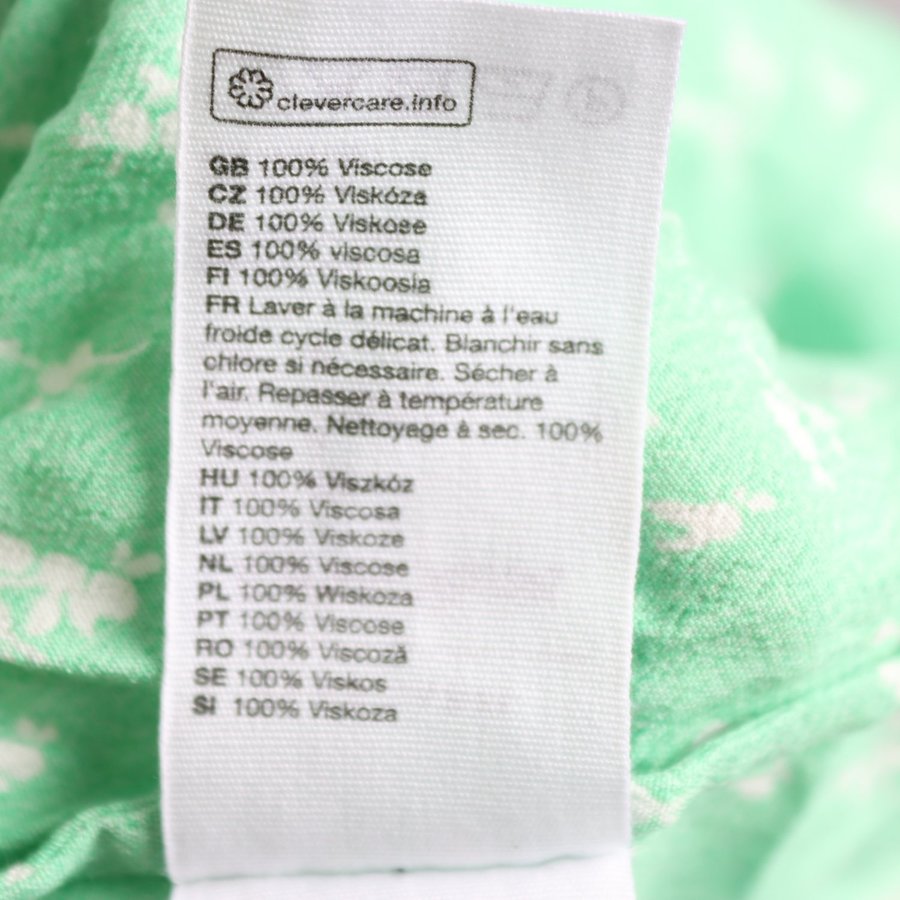 clevercare.info
GB 100% Viscose
CZ 100% Viskóza
DE 100% Viskose
ES 100% viscosa
FI 100% Viskoosia
FR Laver à la machine à l'eau
froide cycle délicat. Blanchir sans
chlore si nécessaire. Sécher à
l'air. Repasser à température
moyenne. Nettoyage à sec. 100%
Viscose
HU 100% Viszkóz
IT 100% Viscosa
LV 100% Viskoze
NL 100% Viscose
PL 100% Wiskoza
PT 100% Viscose
RO 100% Viscoză
SE 100% Viskos
SI 100% Viskoza